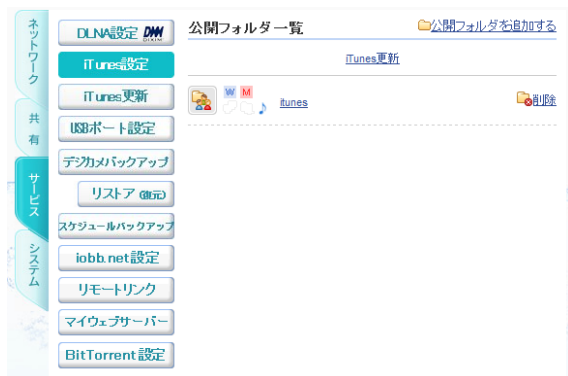 ネットワーク
共有
サービス
システム
DLNA設定 DiXiM
iTunes設定
iTunes更新
USBポート設定
デジカメバックアップ
リストア(復元)
スケジュールバックアップ
iobb.net設定
リモートリンク
マイウェブサーバー
BitTorrent設定
公開フォルダ一覧 公開フォルダを追加する
iTunes更新
W M
itunes 削除